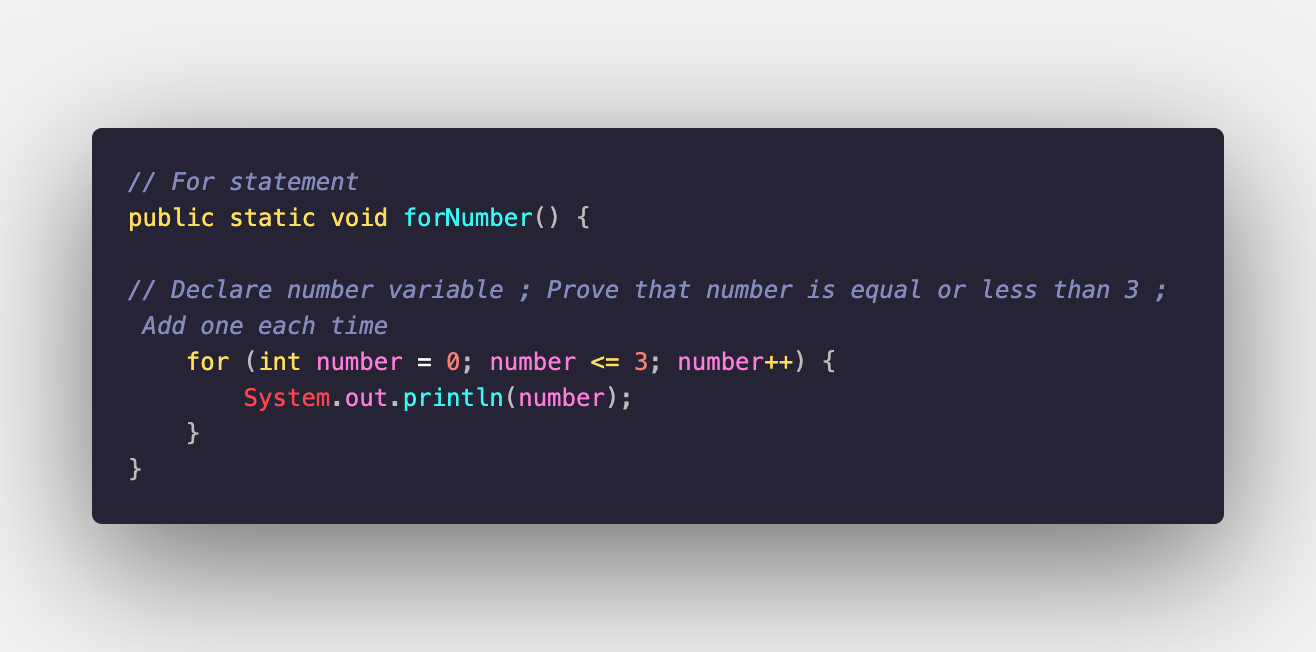 // For statement
public static void forNumber() {
// Declare number variable ; Prove that number is equal or less than 3 ;
Add one each time
for (int number = 0; number <= 3; number++) {
System.out.println(number);
}
}